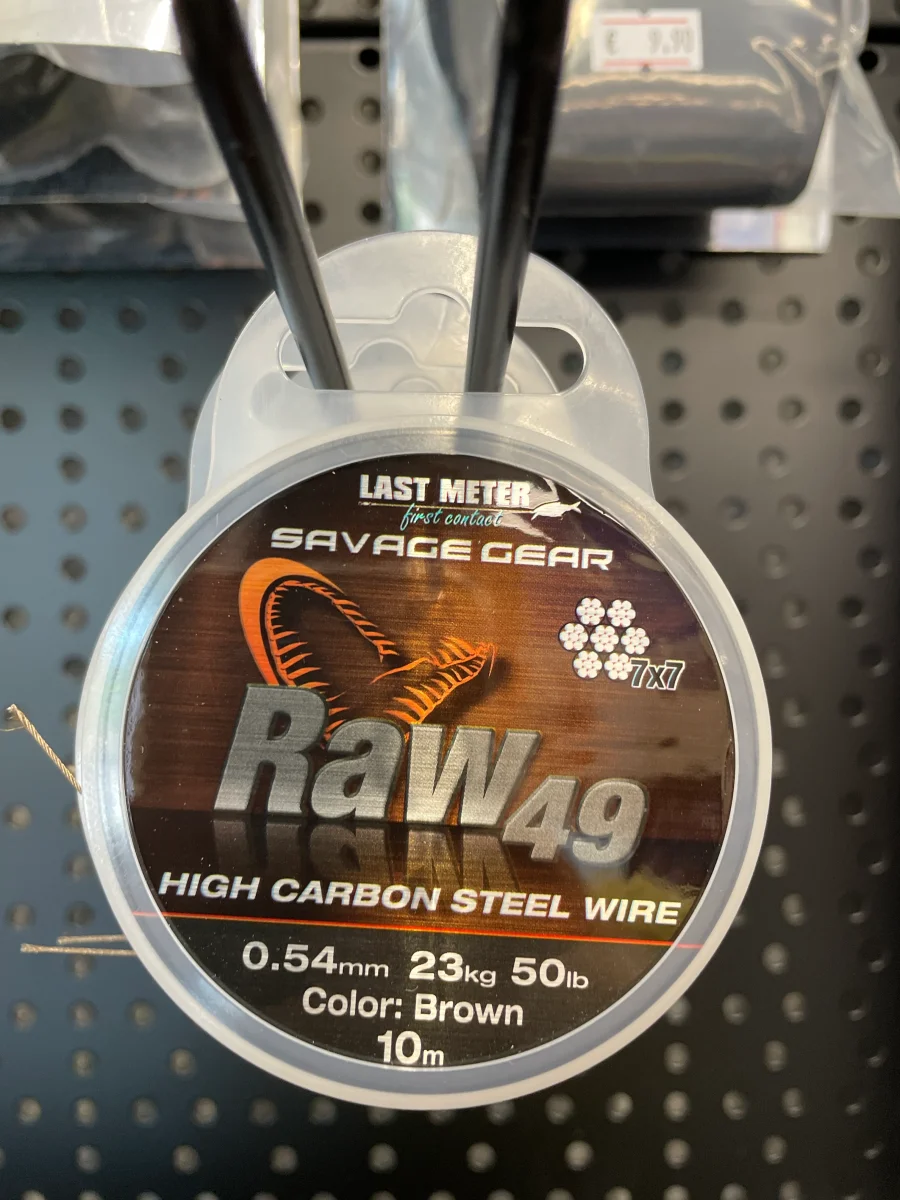 € 9.90
LAST METER
first contact
SAVAGE GEAR
7x7
Raw49
HIGH CARBON STEEL WIRE
0.54mm 23kg 50lb
Color: Brown
10m